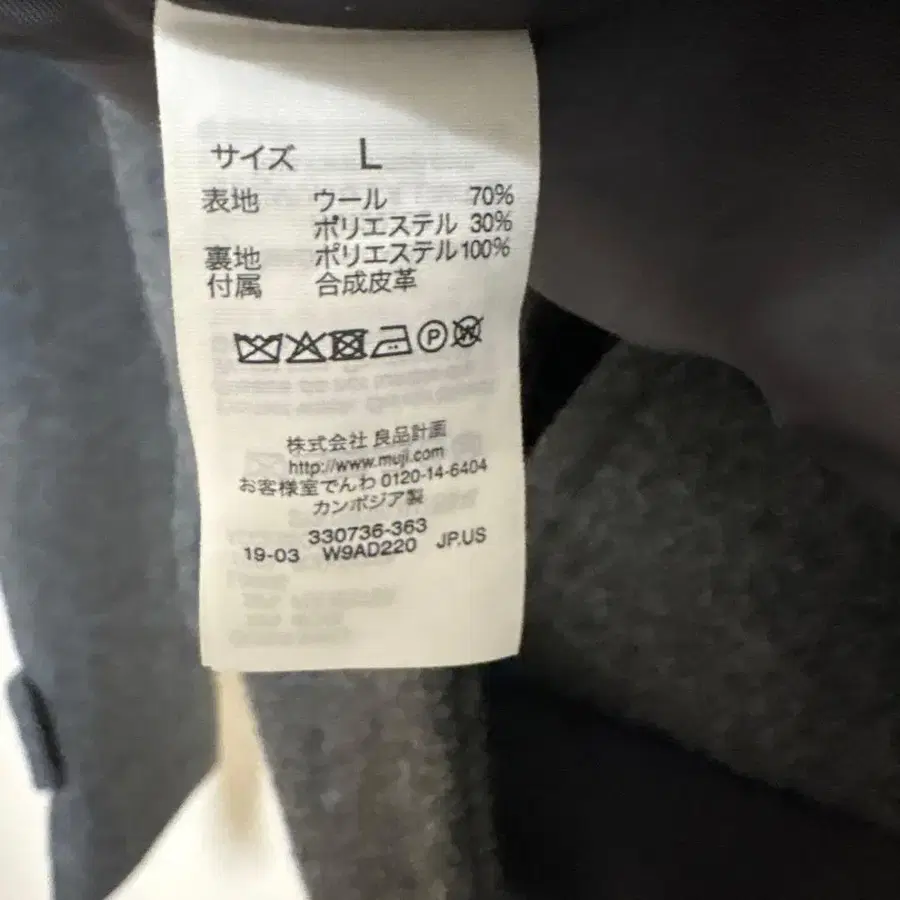 サイズ L
表地 ウール 70%
ポリエステル 30%
裏地 ポリエステル 100%
付属 合成皮革
P W
株式会社 良品計画
http://www.muji.com
お客様室でんわ 0120-14-6404
カンボジア製
330736-363
19-03 W9AD220 JP.US